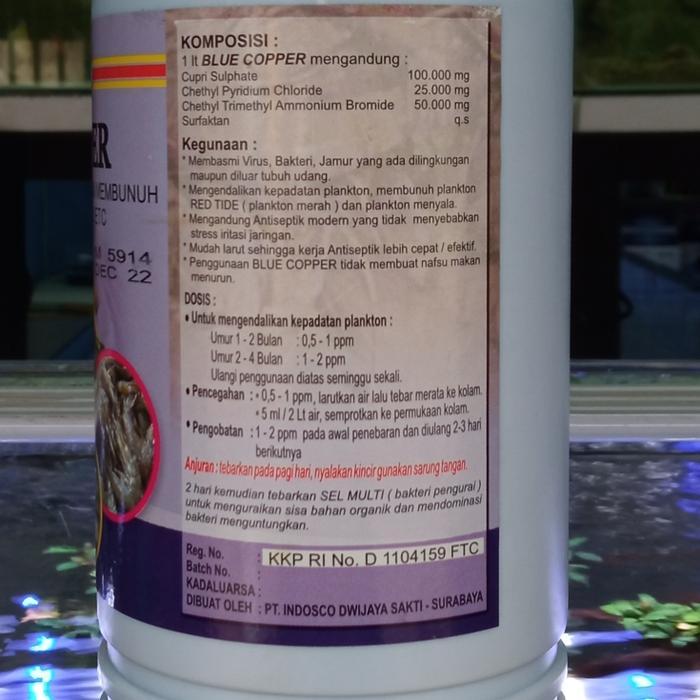 KOMPOSISI :
1 lt BLUE COPPER mengandung :
Cupri Sulphate 100.000 mg
Chethyl Pyridium Chloride 25.000 mg
Chethyl Trimethyl Ammonium Bromide 50.000 mg
Surfaktan q.s
Kegunaan :
* Membasmi Virus, Bakteri, Jamur yang ada dilingkungan
maupun diluar tubuh udang.
* Mengendalikan kepadatan plankton, membunuh plankton
RED TIDE ( plankton merah ) dan plankton menyala.
* Mengandung Antiseptik modern yang tidak menyebabkan
stress iritasi jaringan.
* Mudah larut sehingga kerja Antiseptik lebih cepat / efektif.
* Penggunaan BLUE COPPER tidak membuat nafsu makan
menurun.
DOSIS :
• Untuk mengendalikan kepadatan plankton :
Umur 1 - 2 Bulan : 0,5 - 1 ppm
Umur 2 - 4 Bulan : 1 - 2 ppm
Ulangi penggunaan diatas seminggu sekali.
• Pencegahan : • 0,5 - 1 ppm, larutkan air lalu tebar merata ke kolam.
• 5 ml / 2 Lt air, semprotkan ke permukaan kolam.
• Pengobatan : 1 - 2 ppm pada awal penebaran dan diulang 2-3 hari
berikutnya
Anjuran : tebarkan pada pagi hari, nyalakan kincir gunakan sarung tangan.
2 hari kemudian tebarkan SEL MULTI ( bakteri pengurai )
untuk menguraikan sisa bahan organik dan mendominasi
bakteri menguntungkan.
Reg. No. : KKP RI No. D 1104159 FTC
Batch No. :
KADALUARSA :
DIBUAT OLEH : PT. INDOSCO DWIJAYA SAKTI - SURABAYA
ER
MEMBUNUH
ETC
M 5914
DEC 22